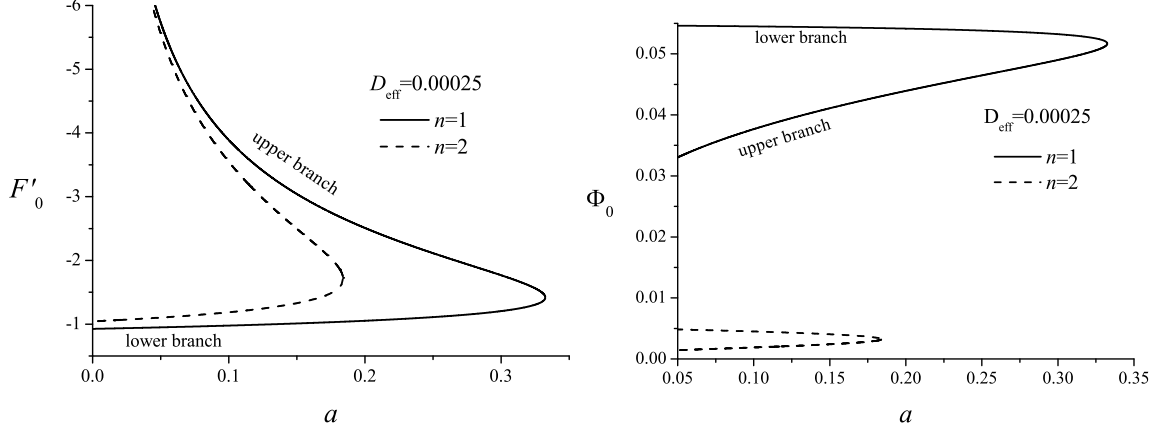 -6
-5
-4
-3
-2
-1
F′0
0.0
0.1
0.2
0.3
a
Deff=0.00025
n=1
n=2
upper branch
lower branch
0.05
0.04
0.03
0.02
0.01
0.00
Φ0
0.05
0.10
0.15
0.20
0.25
0.30
0.35
a
lower branch
upper branch
Deff=0.00025
n=1
n=2